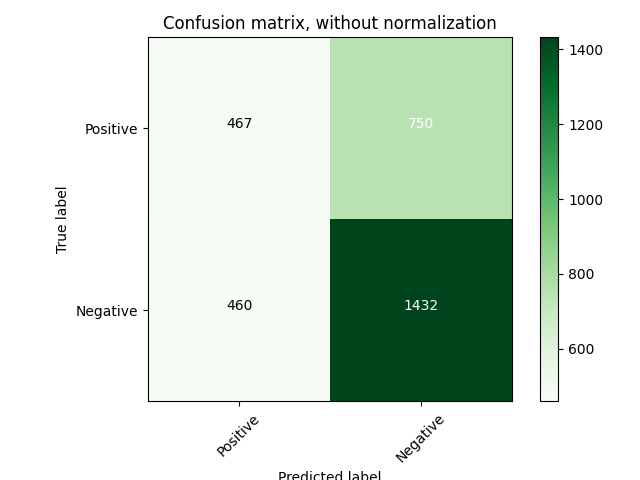 Confusion matrix, without normalization
Positive
467
750
Negative
460
1432
True label
Positive
Negative
Predicted label
1400
1200
1000
800
600